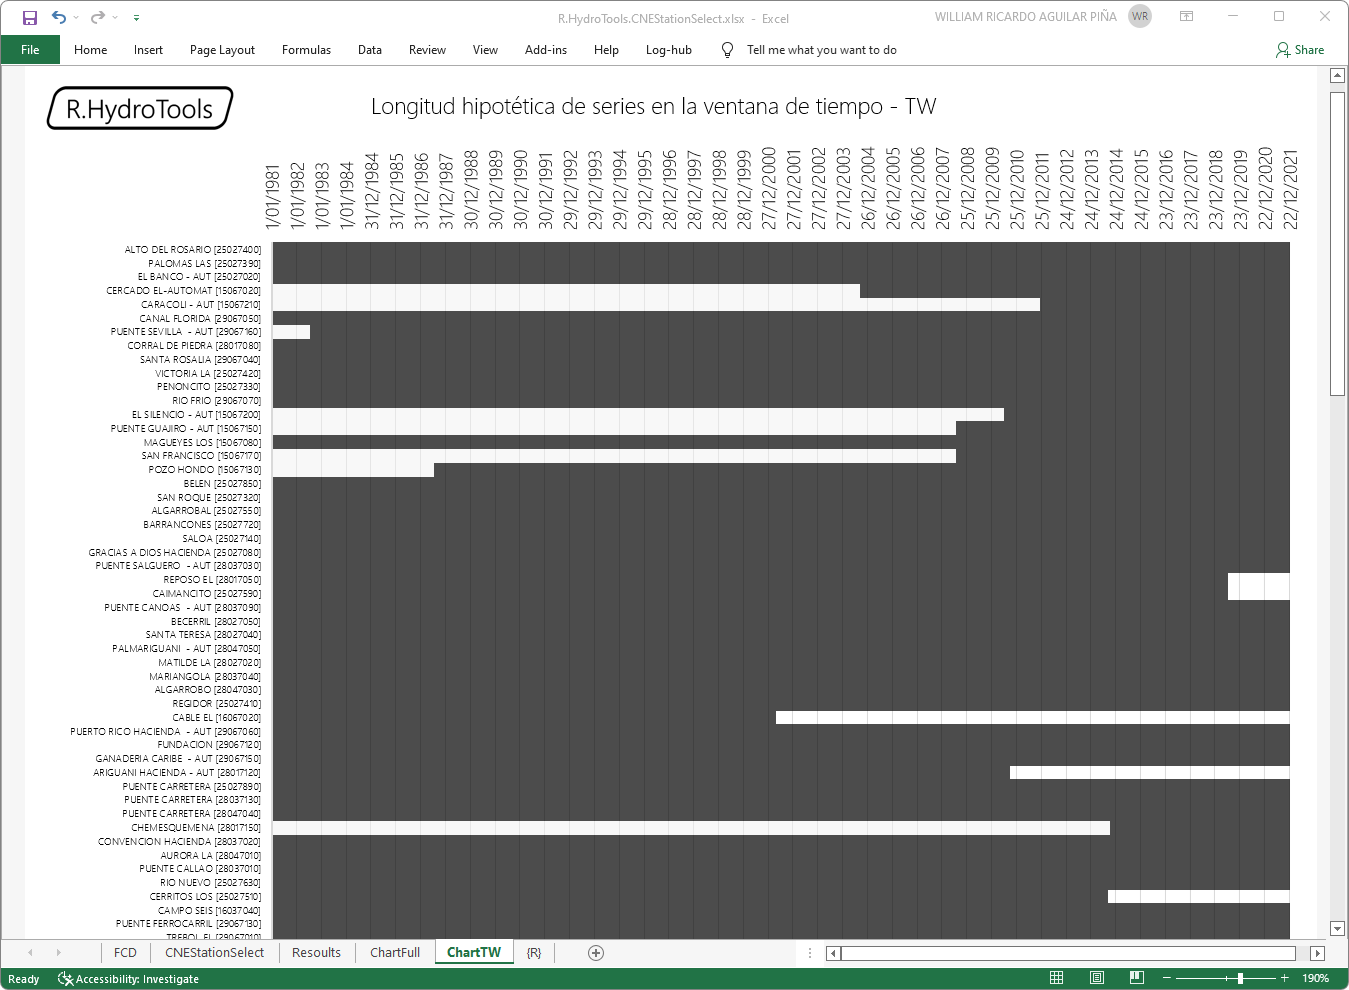 R.HydroTools.CNEStationSelect.xlsx - Excel
WILLIAM RICARDO AGUILAR PIÑA
WR
File Home Insert Page Layout Formulas Data Review View Add-ins Help Log-hub Tell me what you want to do Share
R.HydroTools
Longitud hipotética de series en la ventana de tiempo - TW
1/01/1981
1/01/1982
1/01/1983
1/01/1984
31/12/1984
31/12/1985
31/12/1986
31/12/1987
30/12/1988
30/12/1989
30/12/1990
30/12/1991
29/12/1992
29/12/1993
29/12/1994
29/12/1995
28/12/1996
28/12/1997
28/12/1998
28/12/1999
27/12/2000
27/12/2001
27/12/2002
27/12/2003
26/12/2004
26/12/2005
26/12/2006
26/12/2007
25/12/2008
25/12/2009
25/12/2010
25/12/2011
24/12/2012
24/12/2013
24/12/2014
24/12/2015
23/12/2016
23/12/2017
23/12/2018
23/12/2019
22/12/2020
22/12/2021
ALTO DEL ROSARIO [25027400]
PALOMAS LAS [25027390]
EL BANCO - AUT [25027020]
CERCADO EL-AUTOMAT [15067020]
CARACOLI - AUT [15067210]
CANAL FLORIDA [29067050]
PUENTE SEVILLA - AUT [29067160]
CORRAL DE PIEDRA [28017080]
SANTA ROSALIA [29067040]
VICTORIA LA [25027420]
PENONCITO [25027330]
RIO FRIO [29067070]
EL SILENCIO - AUT [15067200]
PUENTE GUAJIRO - AUT [15067150]
MAGUEYES LOS [15067080]
SAN FRANCISCO [15067170]
POZO HONDO [15067130]
BELEN [25027850]
SAN ROQUE [25027320]
ALGARROBAL [25027550]
BARRANCONES [25027720]
SALOA [25027140]
GRACIAS A DIOS HACIENDA [25027080]
PUENTE SALGUERO - AUT [28037030]
REPOSO EL [28017050]
CAIMANCITO [25027590]
PUENTE CANOAS - AUT [28037090]
BECERRIL [28027050]
SANTA TERESA [28027040]
PALMARIGUANI - AUT [28047050]
MATILDE LA [28027020]
MARIANGOLA [28037040]
ALGARROBO [28047030]
REGIDOR [25027410]
CABLE EL [16067020]
PUERTO RICO HACIENDA - AUT [29067060]
FUNDACION [29067120]
GANADERIA CARIBE - AUT [29067150]
ARIGUANI HACIENDA - AUT [28017120]
PUENTE CARRETERA [25027890]
PUENTE CARRETERA [28037130]
PUENTE CARRETERA [28047040]
CHEMESQUEMENA [28017150]
CONVENCION HACIENDA [28037020]
AURORA LA [28047010]
PUENTE CALLAO [28037010]
RIO NUEVO [25027630]
CERRITOS LOS [25027510]
CAMPO SEIS [16037040]
PUENTE FERROCARRIL [29067130]
TREBOL EL [29067010]
FCD CNEStationSelect Resoults ChartFull ChartTW {R}
Ready Accessibility: Investigate 190%